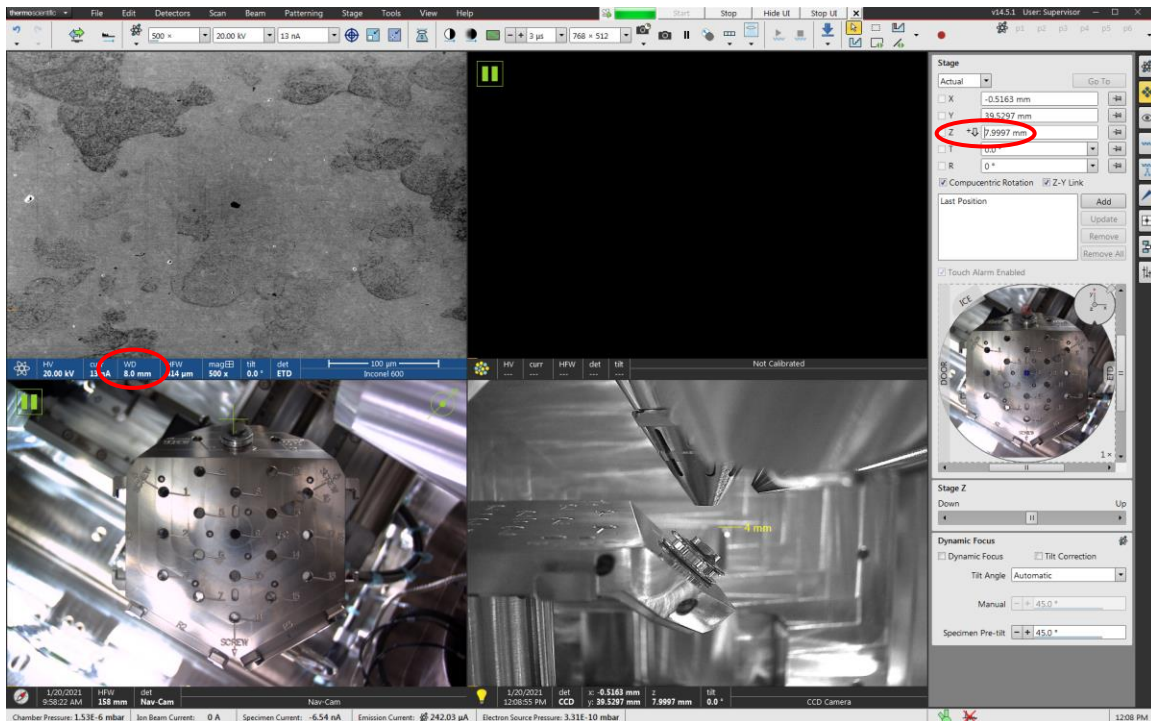 thermoscientific File Edit Detectors Scan Beam Patterning Stage Tools View Help Start Stop Hide UI Stop UI x v14.5.1 User: Supervisor
500 × 20.00 kV 13 nA 3 µs 768 × 512 p1 p2 p3 p4 p5 p6
Stage
Actual Go To
X -0.5163 mm
Y 39.5297 mm
Z 7.9997 mm
T 0.0 °
R 0 °
Compucentric Rotation Z-Y Link
Last Position Add
Update
Remove
Remove All
Touch Alarm Enabled
ICE
DOOR
ETD
1 ×
HV WD HFW mag tilt det 100 µm
20.00 kV 8.0 mm 500 x 0.0 ° ETD Inconel 600
HV curr HFW det tilt Not Calibrated
--- --- --- --- ---
4 mm
R2
SCREW
Stage Z
Down Up
Dynamic Focus
Dynamic Focus Tilt Correction
Tilt Angle Automatic
Manual - + 45.0 °
Specimen Pre-tilt - + 45.0 °
1/20/2021 HFW det
9:58:22 AM 158 mm Nav-Cam Nav-Cam
1/20/2021 det x: -0.5163 mm z tilt
12:08:55 PM CCD y: 39.5297 mm 7.9997 mm 0.0 ° CCD Camera
Chamber Pressure: 1.53E-6 mbar Ion Beam Current: 0 A Specimen Current: -6.54 nA Emission Current: 242.03 µA Electron Source Pressure: 3.31E-10 mbar 12:08 PM